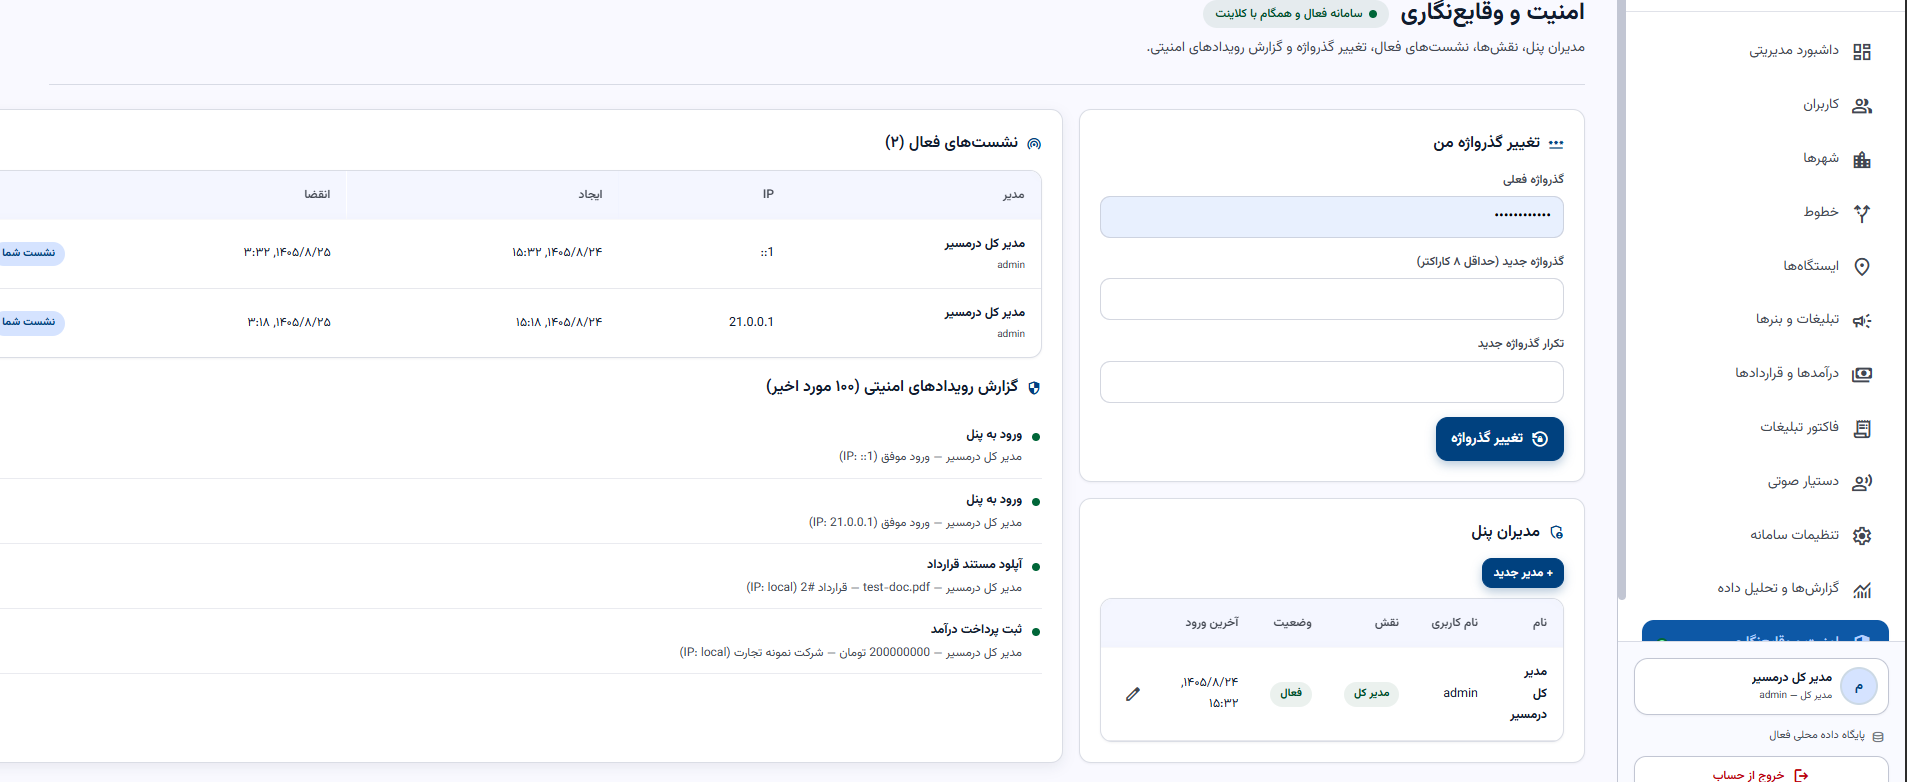 داشبورد مدیریتی
کاربران
شهرها
خطوط
ایستگاه‌ها
تبلیغات و بنرها
درآمدها و قراردادها
فاکتور تبلیغات
دستیار صوتی
تنظیمات سامانه
گزارش‌ها و تحلیل داده
امنیت و وقایع‌نگاری
م
مدیر کل درمسیر
مدیر کل — admin
پایگاه داده محلی فعال
خروج از حساب
امنیت و وقایع‌نگاری
سامانه فعال و همگام با کلاینت
مدیران پنل، نقش‌ها، نشست‌های فعال، تغییر گذرواژه و گزارش رویدادهای امنیتی.
تغییر گذرواژه من
گذرواژه فعلی
••••••••••••
گذرواژه جدید (حداقل ۸ کاراکتر)
تکرار گذرواژه جدید
تغییر گذرواژه
مدیران پنل
+ مدیر جدید
نام نام کاربری نقش وضعیت آخرین ورود
مدیر کل درمسیر admin مدیر کل فعال ۱۴۰۵/۸/۲۴, ۱۵:۳۲
نشست‌های فعال (۲)
مدیر IP ایجاد انقضا
مدیر کل درمسیر ::1 ۱۴۰۵/۸/۲۴, ۱۵:۳۲ ۱۴۰۵/۸/۲۵, ۳:۳۲ نشست شما
admin
مدیر کل درمسیر 21.0.0.1 ۱۴۰۵/۸/۲۴, ۱۵:۱۸ ۱۴۰۵/۸/۲۵, ۳:۱۸ نشست شما
admin
گزارش رویدادهای امنیتی (۱۰۰ مورد اخیر)
ورود به پنل
مدیر کل درمسیر — ورود موفق (IP: ::1)
ورود به پنل
مدیر کل درمسیر — ورود موفق (IP: 21.0.0.1)
آپلود مستند قرارداد
مدیر کل درمسیر — test-doc.pdf — قرارداد #2 (IP: local)
ثبت پرداخت درآمد
مدیر کل درمسیر — 200000000 تومان — شرکت نمونه تجارت (IP: local)